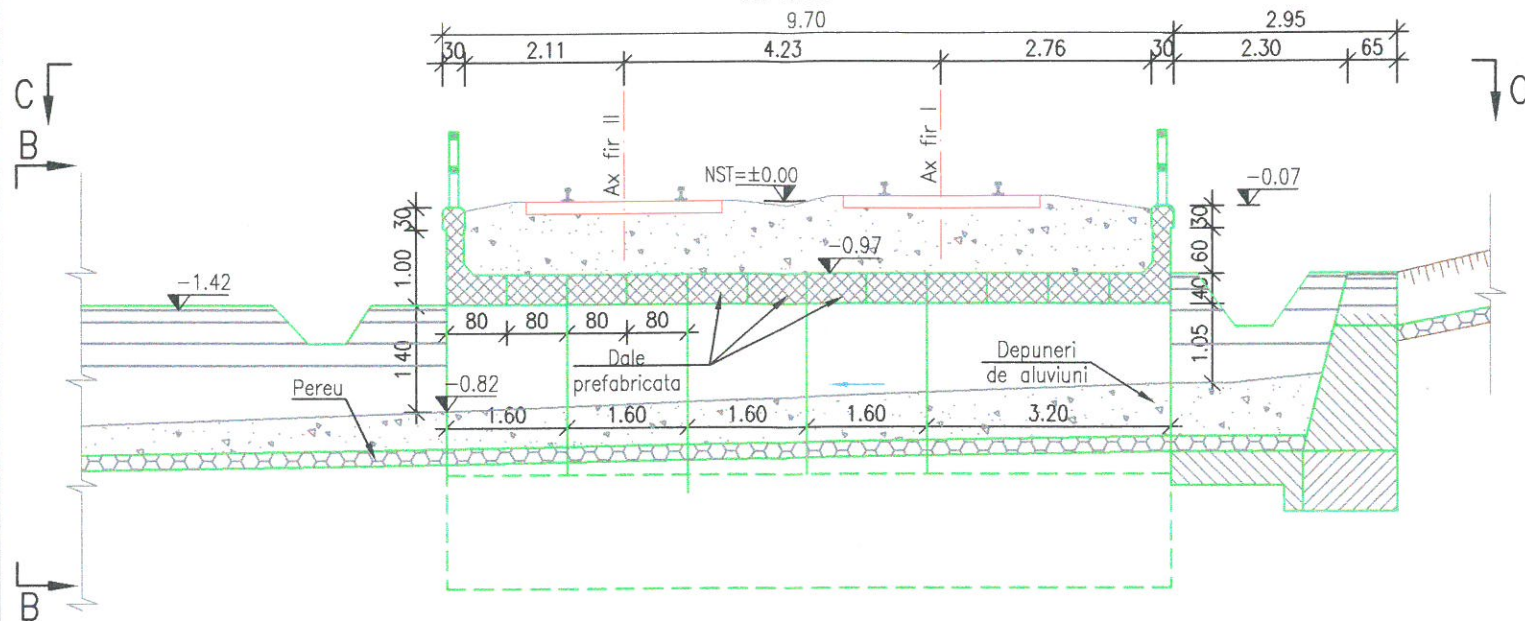 9.70
2.95
30
2.11
4.23
2.76
30
2.30
65
C
C
B
Ax fir II
Ax fir I
NST=±0.00
-0.07
30
30
-0.97
60
1.00
-1.42
40
80
80
80
80
Dale
prefabricata
Depuneri
de aluviuni
1.05
1.40
Pereu
-0.82
1.60
1.60
1.60
1.60
3.20
B